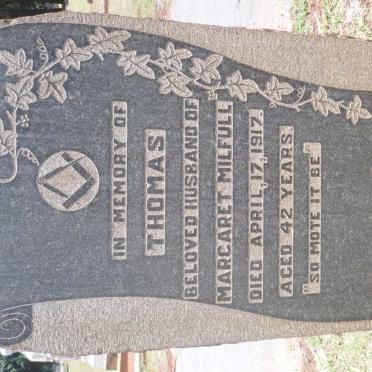 IN MEMORY OF
THOMAS
BELOVED HUSBAND OF
MARGARET MILFULL
DIED APRIL, 17, 1917.
AGED 42 YEARS.
"SO MOTE IT BE"